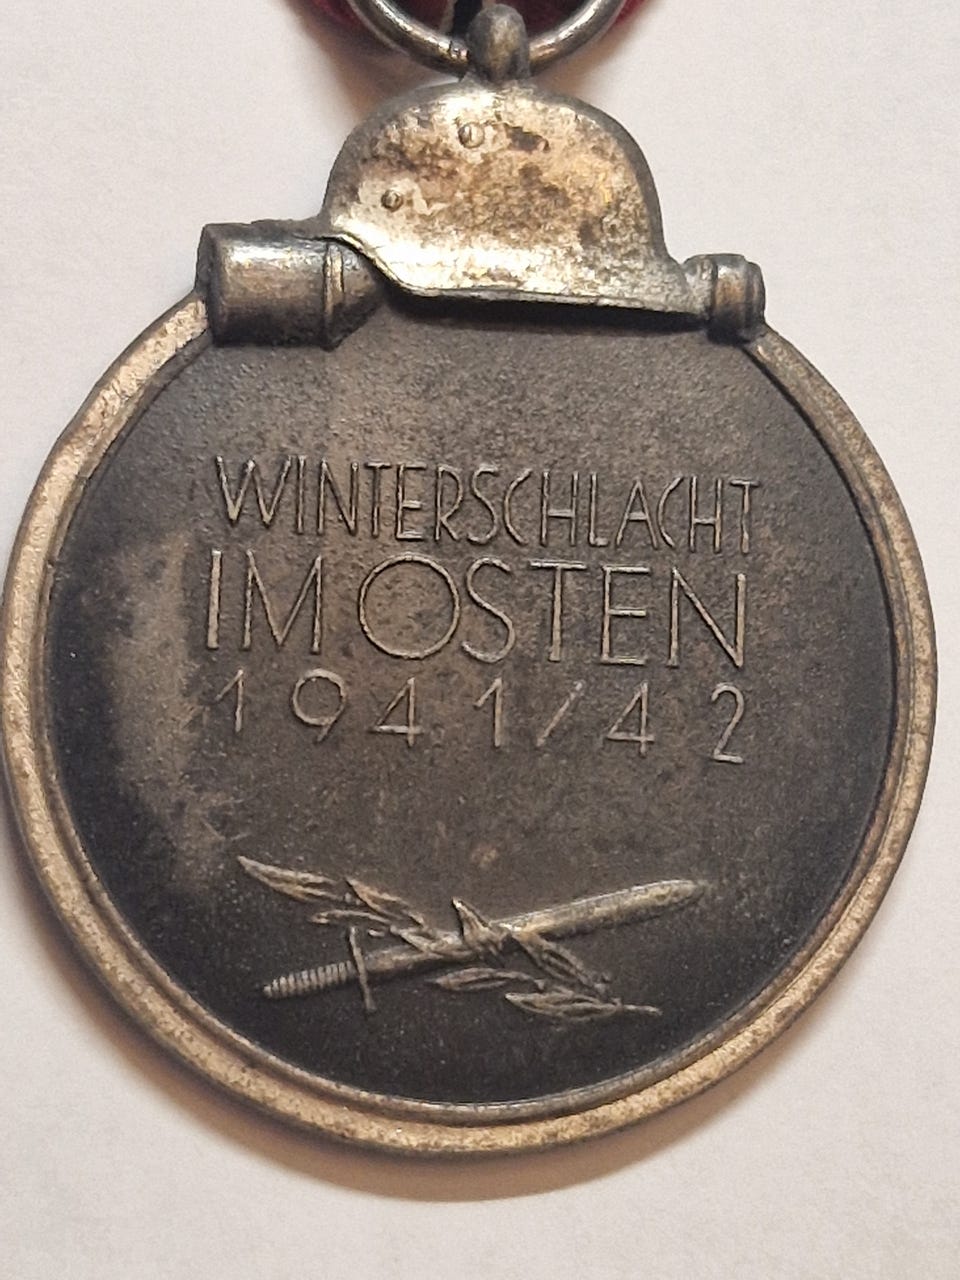 WINTERSCHLACHT
IM OSTEN
1941/42